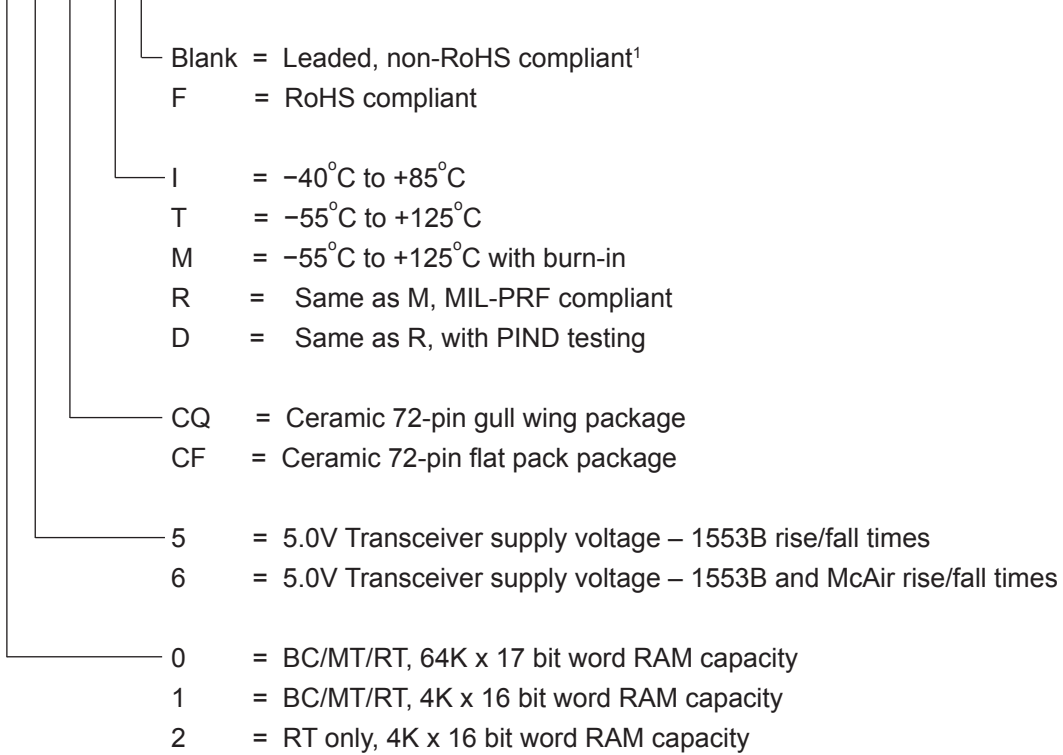 Blank = Leaded, non-RoHS compliant¹
F = RoHS compliant
I = −40°C to +85°C
T = −55°C to +125°C
M = −55°C to +125°C with burn-in
R = Same as M, MIL-PRF compliant
D = Same as R, with PIND testing
CQ = Ceramic 72-pin gull wing package
CF = Ceramic 72-pin flat pack package
5 = 5.0V Transceiver supply voltage – 1553B rise/fall times
6 = 5.0V Transceiver supply voltage – 1553B and McAir rise/fall times
0 = BC/MT/RT, 64K x 17 bit word RAM capacity
1 = BC/MT/RT, 4K x 16 bit word RAM capacity
2 = RT only, 4K x 16 bit word RAM capacity